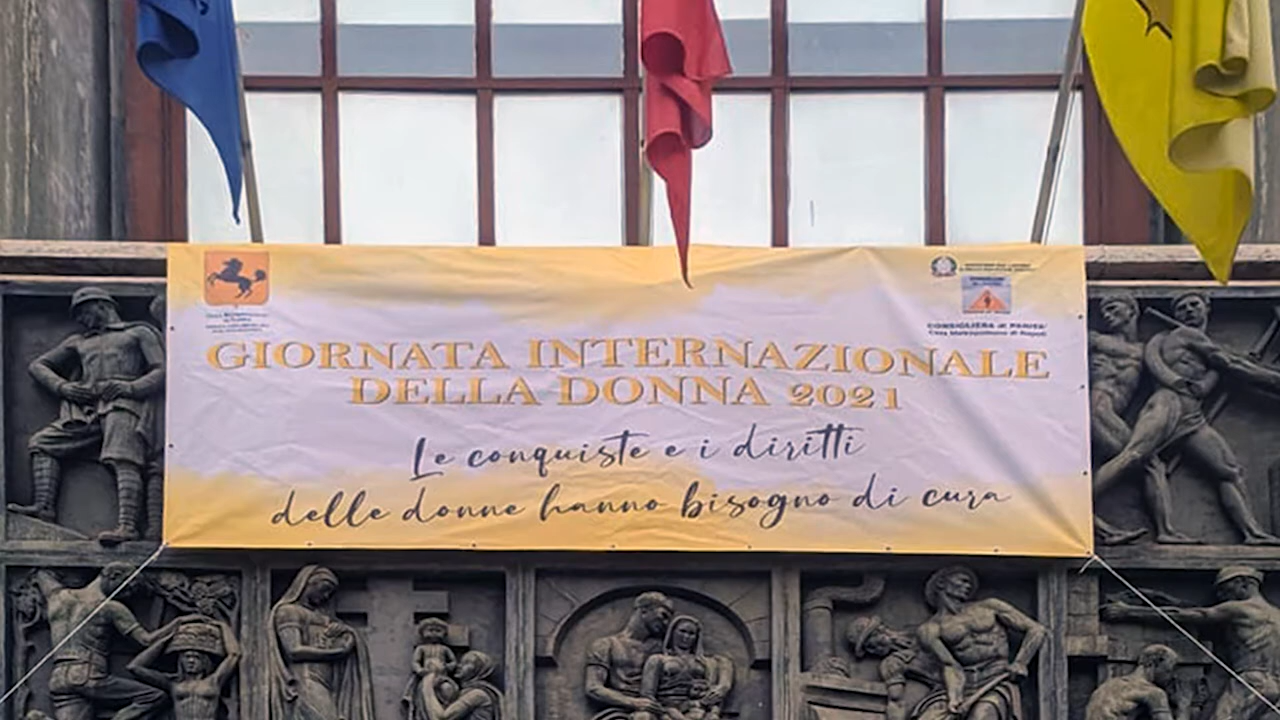 GIORNATA INTERNAZIONALE
DELLA DONNA 2021
Le conquiste e i diritti
delle donne hanno bisogno di cura
CONSIGLIERA di PARITA'
Città Metropolitana di Napoli